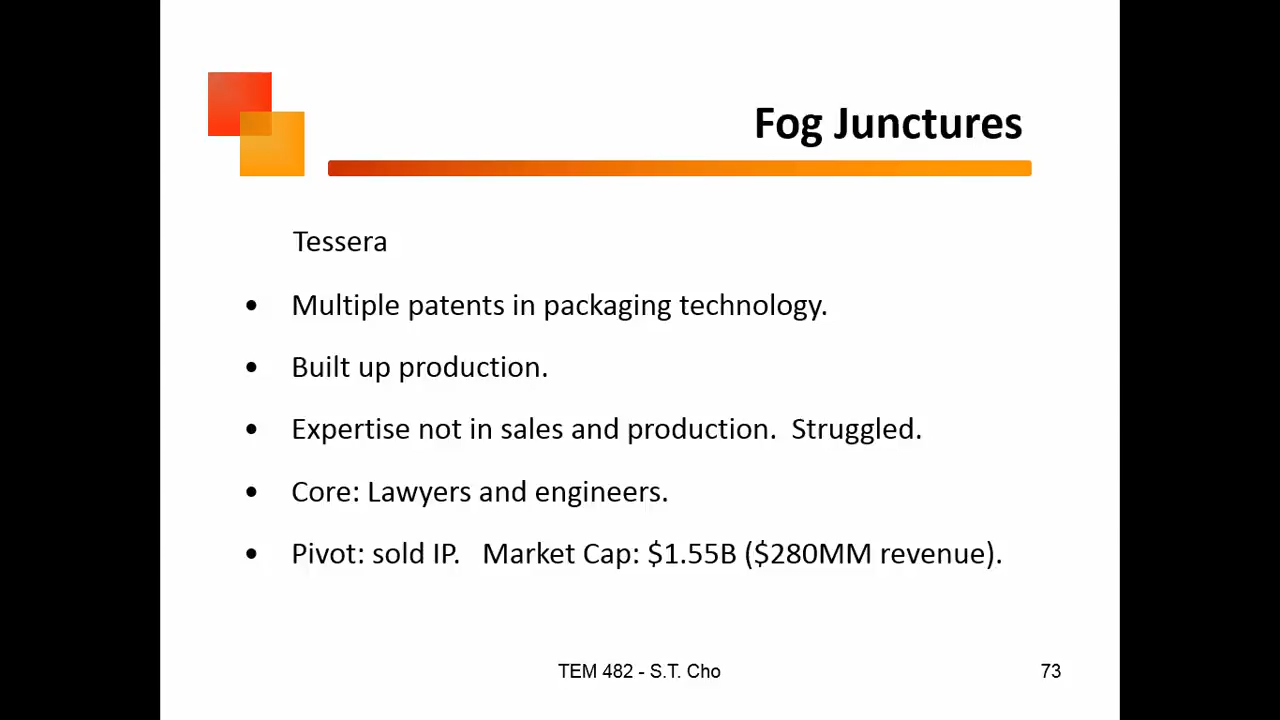 Fog Junctures
Tessera
• Multiple patents in packaging technology.
• Built up production.
• Expertise not in sales and production.  Struggled.
• Core: Lawyers and engineers.
• Pivot: sold IP.   Market Cap: $1.55B ($280MM revenue).
TEM 482 - S.T. Cho
73